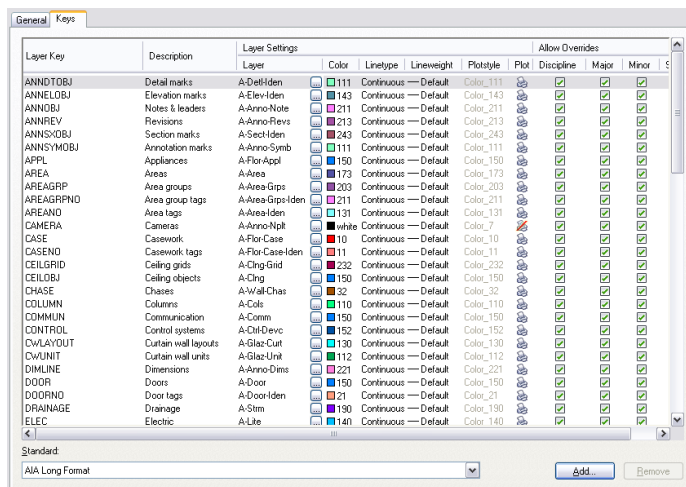 General Keys
Layer Key Description Layer Settings Allow Overrides
Layer Color Linetype Lineweight Plotstyle Plot Discipline Major Minor S
ANNDTOBJ Detail marks A-Detl-Iden ... 111 Continuous Default Color_111
ANNELOBJ Elevation marks A-Elev-Iden ... 143 Continuous Default Color_143
ANNOBJ Notes & leaders A-Anno-Note ... 211 Continuous Default Color_211
ANNREV Revisions A-Anno-Revs ... 213 Continuous Default Color_213
ANNSXOBJ Section marks A-Sect-Iden ... 243 Continuous Default Color_243
ANNSYMOBJ Annotation marks A-Anno-Symb ... 111 Continuous Default Color_111
APPL Appliances A-Flor-Appl ... 150 Continuous Default Color_150
AREA Areas A-Area ... 173 Continuous Default Color_173
AREAGRP Area groups A-Area-Grps ... 203 Continuous Default Color_203
AREAGRPNO Area group tags A-Area-Grps-Iden ... 211 Continuous Default Color_211
AREANO Area tags A-Area-Iden ... 131 Continuous Default Color_131
CAMERA Cameras A-Anno-Nplt ... white Continuous Default Color_7
CASE Casework A-Flor-Case ... 10 Continuous Default Color_10
CASENO Casework tags A-Flor-Case-Iden ... 11 Continuous Default Color_11
CEILGRID Ceiling grids A-Clng-Grid ... 232 Continuous Default Color_232
CEILOBJ Ceiling objects A-Clng ... 150 Continuous Default Color_150
CHASE Chases A-Wall-Chas ... 32 Continuous Default Color_32
COLUMN Columns A-Cols ... 110 Continuous Default Color_110
COMMUN Communication A-Comm ... 150 Continuous Default Color_150
CONTROL Control systems A-Ctrl-Devc ... 152 Continuous Default Color_152
CWLAYOUT Curtain wall layouts A-Glaz-Curt ... 130 Continuous Default Color_130
CWUNIT Curtain wall units A-Glaz-Unit ... 112 Continuous Default Color_112
DIMLINE Dimensions A-Anno-Dims ... 221 Continuous Default Color_221
DOOR Doors A-Door ... 150 Continuous Default Color_150
DOORNO Door tags A-Door-Iden ... 21 Continuous Default Color_21
DRAINAGE Drainage A-Strm ... 190 Continuous Default Color_190
ELEC Electric A-Lite ... 140 Continuous Default Color_140
Standard:
AIA Long Format Add... Remove